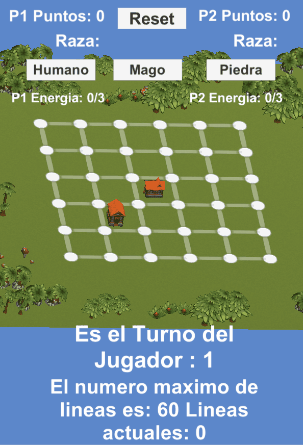 P1 Puntos: 0 Reset P2 Puntos: 0
Raza: Raza:
Humano Mago Piedra
P1 Energia: 0/3 P2 Energia: 0/3
Es el Turno del
Jugador : 1
El numero maximo de
lineas es: 60 Lineas
actuales: 0